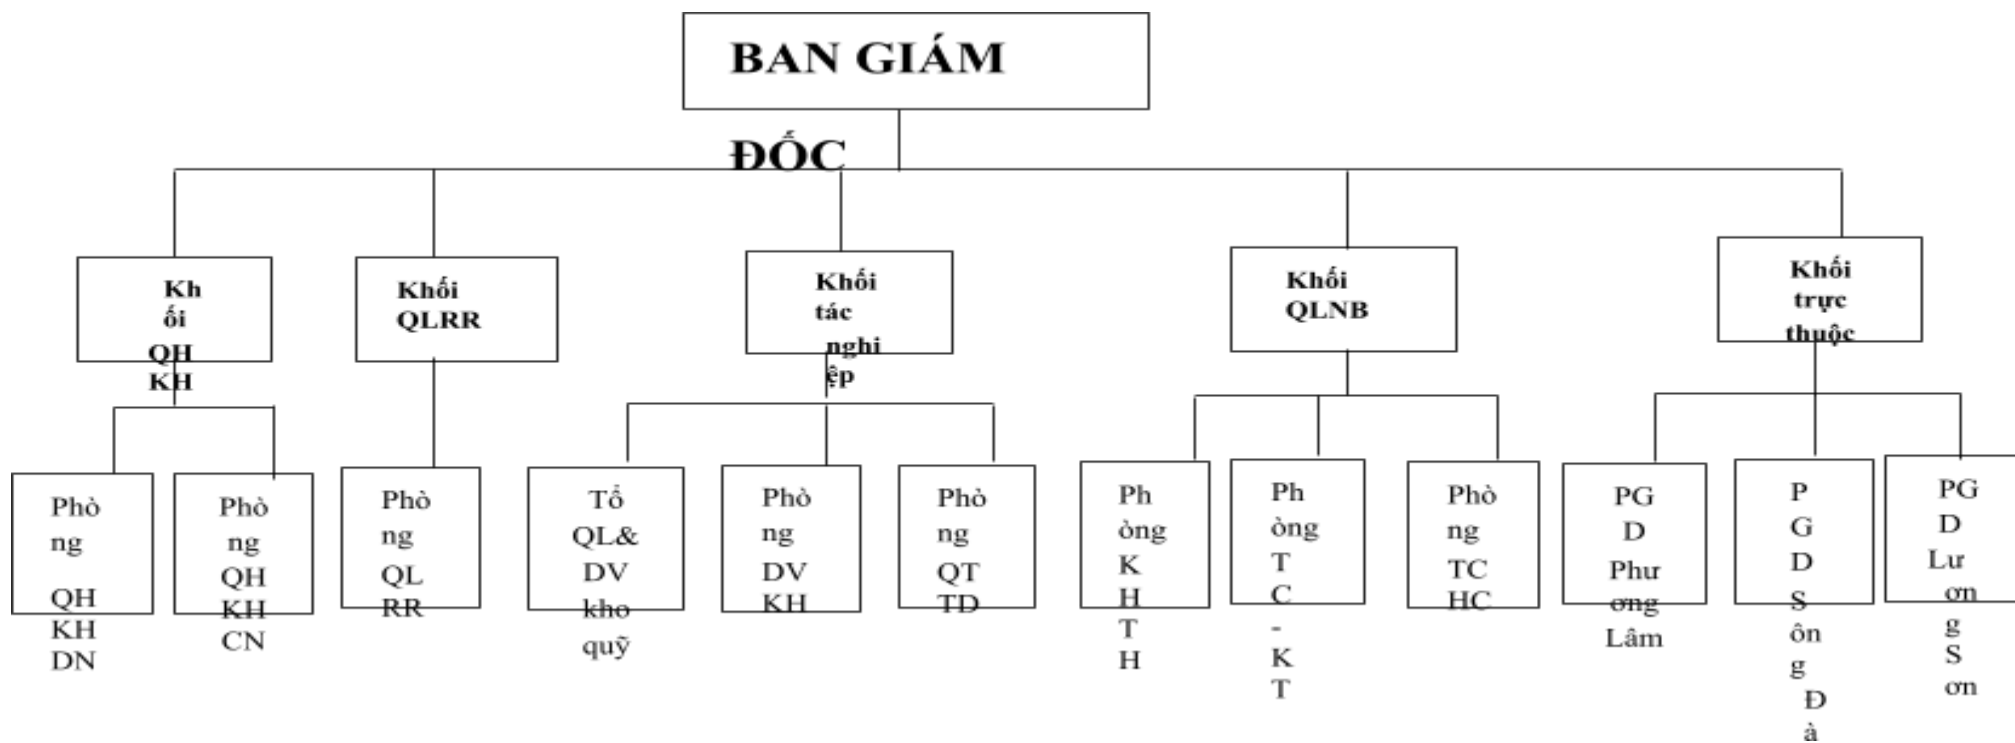 BAN GIÁM
ĐỐC
Kh
ối
QH
KH
Khối
QLRR
Khối
tác
nghi
ệp
Khối
QLNB
Khối
trực
thuộc
Phò
ng
QH
KH
DN
Phò
ng
QH
KH
CN
Phò
ng
QL
RR
Tổ
QL&
DV
kho
quỹ
Phò
ng
DV
KH
Phò
ng
QT
TD
Ph
òng
K
H
T
H
Ph
òng
T
C
-
K
T
Phò
ng
TC
HC
PG
D
Phư
ơng
Lâm
P
G
D
S
ôn
g
Đ
à
PG
D
Lư
ơn
g
S
ơn